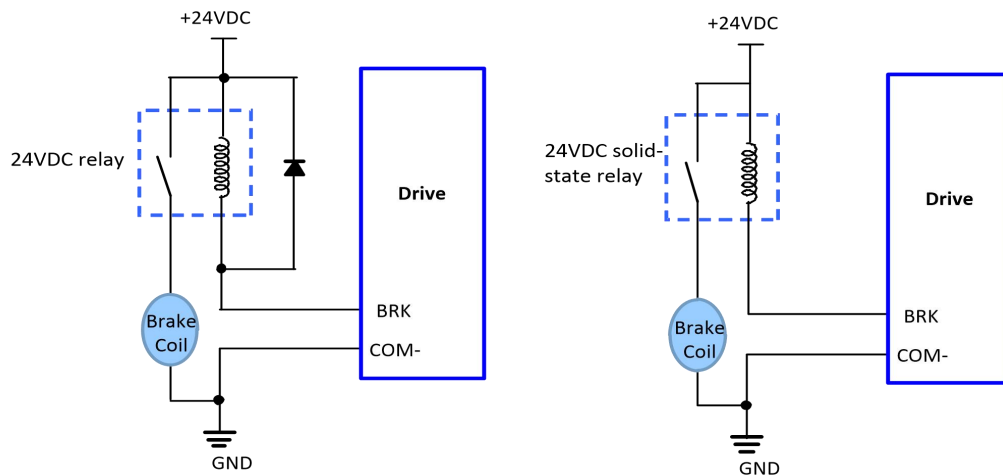 +24VDC
24VDC relay
Drive
BRK
COM-
Brake
Coil
GND
+24VDC
24VDC solid-
state relay
Drive
BRK
COM-
Brake
Coil
GND